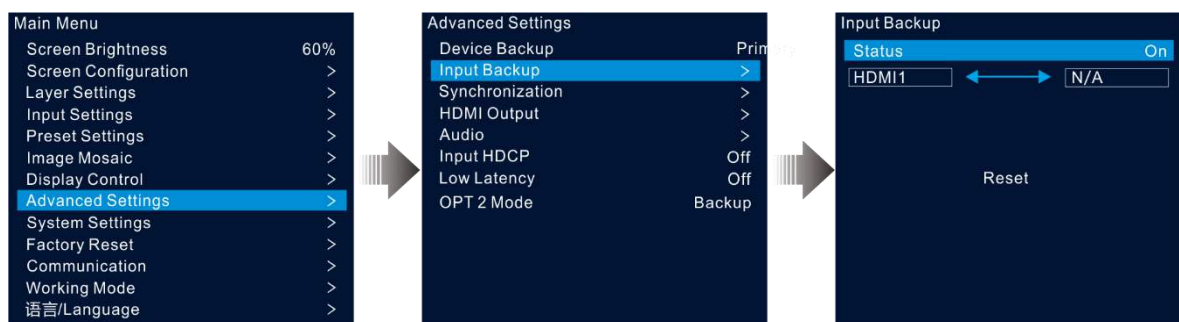 Main Menu
Screen Brightness 60%
Screen Configuration >
Layer Settings >
Input Settings >
Preset Settings >
Image Mosaic >
Display Control >
Advanced Settings >
System Settings >
Factory Reset >
Communication >
Working Mode >
语言/Language >
Advanced Settings
Device Backup Primary
Input Backup >
Synchronization >
HDMI Output >
Audio >
Input HDCP Off
Low Latency Off
OPT 2 Mode Backup
Input Backup
Status On
HDMI1 N/A
Reset